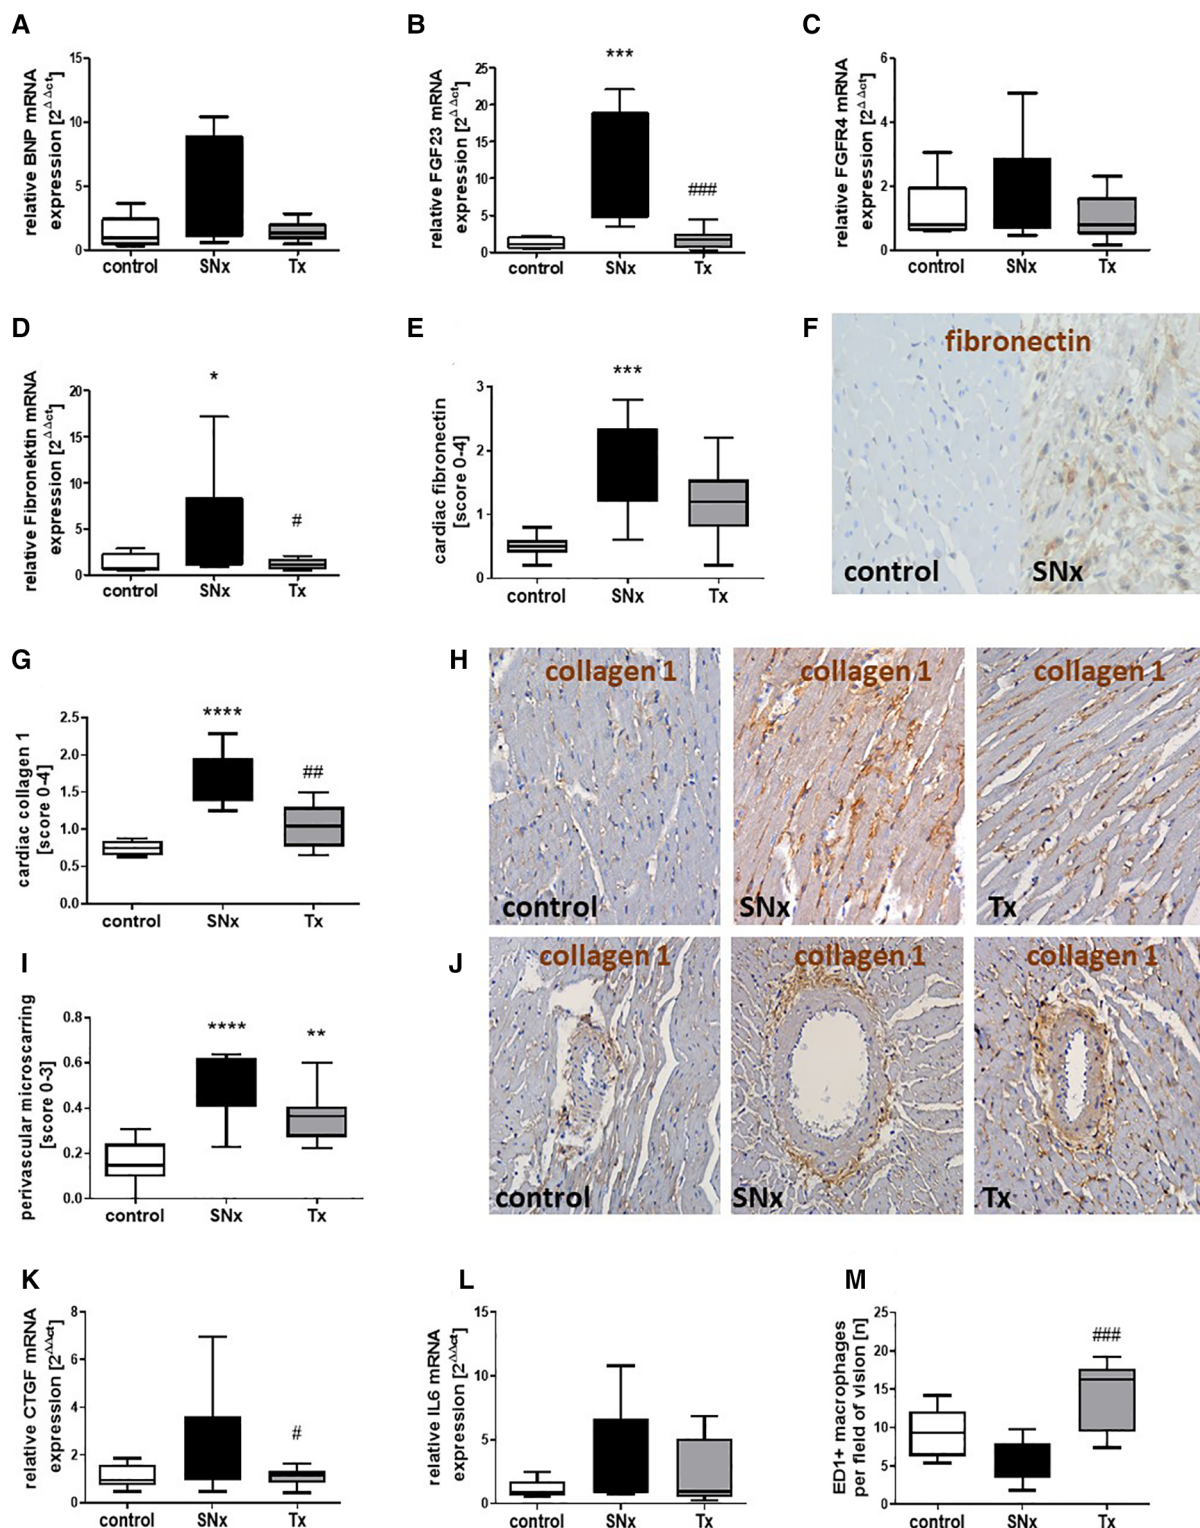 A
relative BNP mRNA
expression [2^ΔΔct]
15
10
5
0
control SNx Tx
B
relative FGF23 mRNA
expression [2^ΔΔct]
25
20
15
10
5
0
***
###
control SNx Tx
C
relative FGFR4 mRNA
expression [2^ΔΔct]
6
4
2
0
control SNx Tx
D
relative Fibronektin mRNA
expression [2^ΔΔct]
20
15
10
5
0
*
#
control SNx Tx
E
cardiac fibronectin
[score 0-4]
3
2
1
0
***
control SNx Tx
F
fibronectin
control SNx
G
cardiac collagen 1
[score 0-4]
2.5
2.0
1.5
1.0
0.5
0.0
****
##
control SNx Tx
H
collagen 1 collagen 1 collagen 1
control SNx Tx
I
perivascular microscarring
[score 0-3]
0.8
0.6
0.4
0.2
0.0
****
**
control SNx Tx
J
collagen 1 collagen 1 collagen 1
control SNx Tx
K
relative CTGF mRNA
expression [2^ΔΔct]
8
6
4
2
0
#
control SNx Tx
L
relative IL6 mRNA
expression [2^ΔΔct]
15
10
5
0
control SNx Tx
M
ED1+ macrophages
per field of vision [n]
25
20
15
10
5
0
###
control SNx Tx